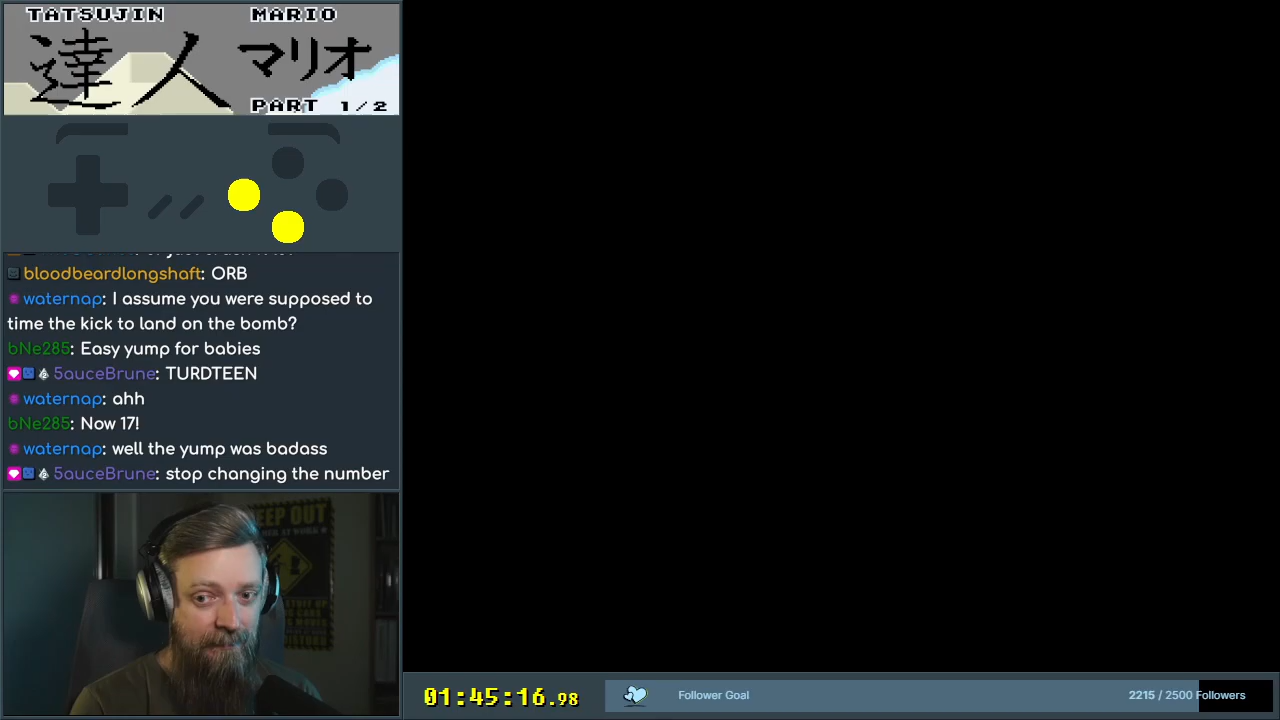 TATSUJIN MARIO
達人 マリオ
PART 1/2
bloodbeardlongshaft: ORB
waternap: I assume you were supposed to
time the kick to land on the bomb?
bNe285: Easy yump for babies
5auceBrune: TURDTEEN
waternap: ahh
bNe285: Now 17!
waternap: well the yump was badass
5auceBrune: stop changing the number
KEEP OUT
01:45:16.98
Follower Goal
2215 / 2500 Followers